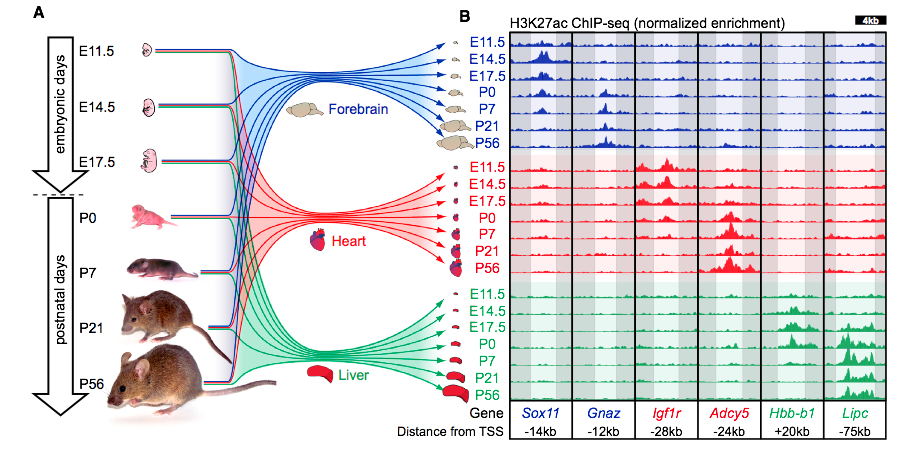 A
embryonic days
postnatal days
E11.5
E14.5
E17.5
P0
P7
P21
P56
Forebrain
Heart
Liver
B
H3K27ac ChIP-seq (normalized enrichment)
4kb
E11.5
E14.5
E17.5
P0
P7
P21
P56
E11.5
E14.5
E17.5
P0
P7
P21
P56
E11.5
E14.5
E17.5
P0
P7
P21
P56
Gene Sox11 Gnaz Igf1r Adcy5 Hbb-b1 Lipc
Distance from TSS -14kb -12kb -28kb -24kb +20kb -75kb